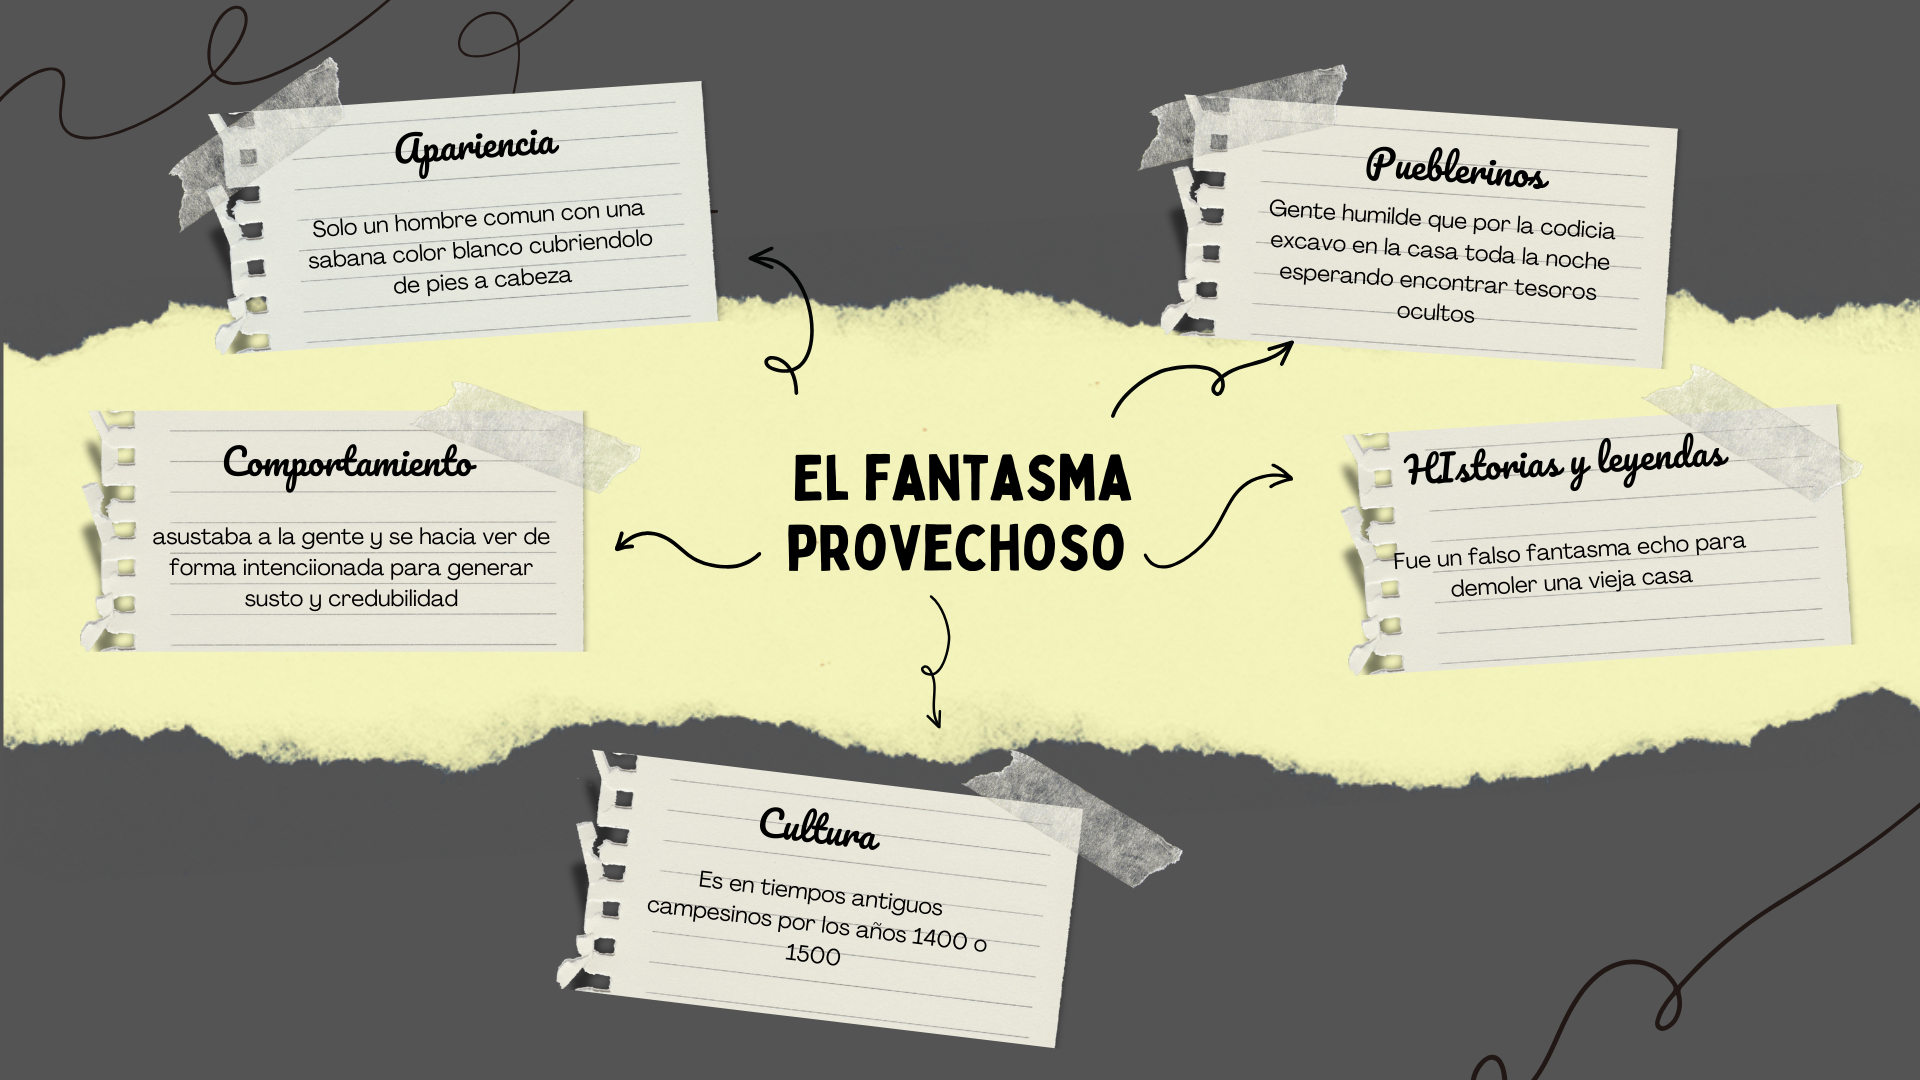 Apariencia
Solo un hombre comun con una
sabana color blanco cubriendolo
de pies a cabeza
Pueblerinos
Gente humilde que por la codicia
excavo en la casa toda la noche
esperando encontrar tesoros
ocultos
Comportamiento
asustaba a la gente y se hacia ver de
forma intenciionada para generar
susto y credubilidad
EL FANTASMA
PROVECHOSO
HIstorias y leyendas
Fue un falso fantasma echo para
demoler una vieja casa
Cultura
Es en tiempos antiguos
campesinos por los años 1400 o
1500